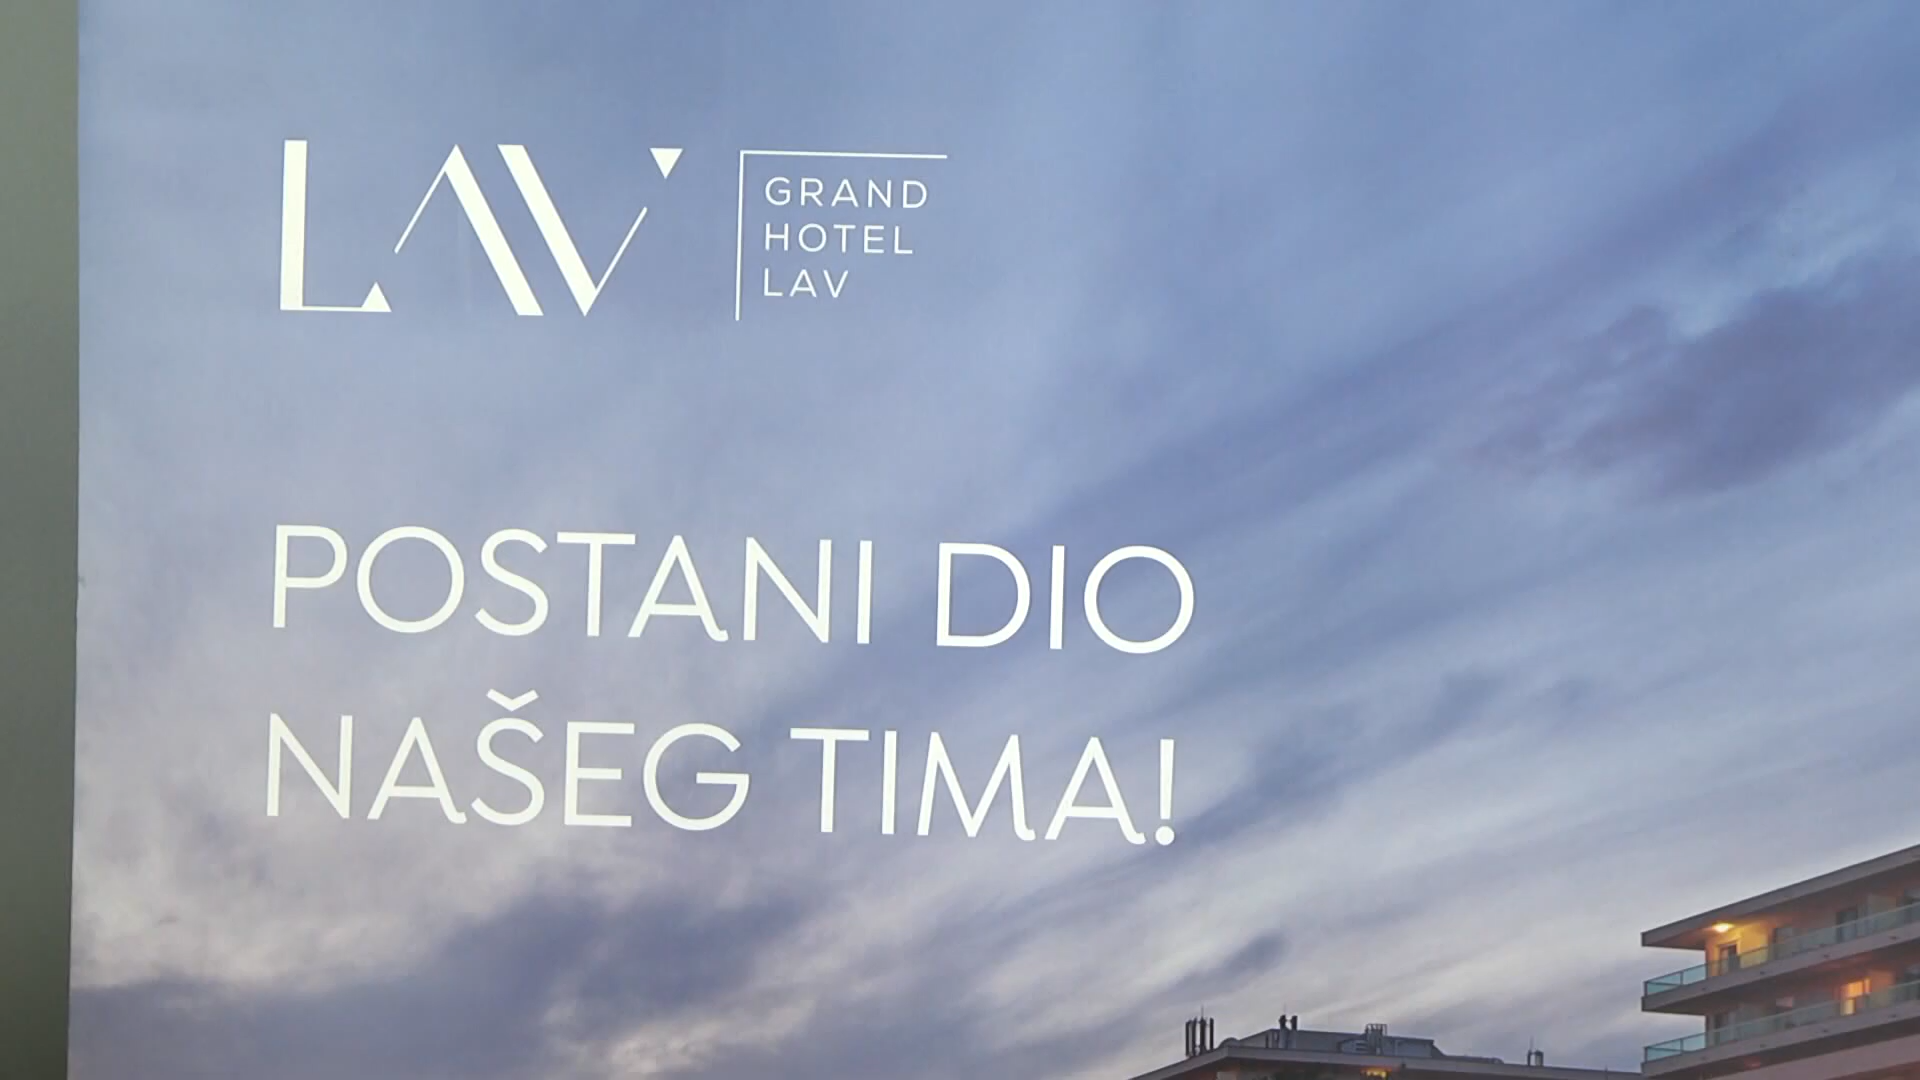 LAV
GRAND
HOTEL
LAV
POSTANI DIO
NAŠEG TIMA!